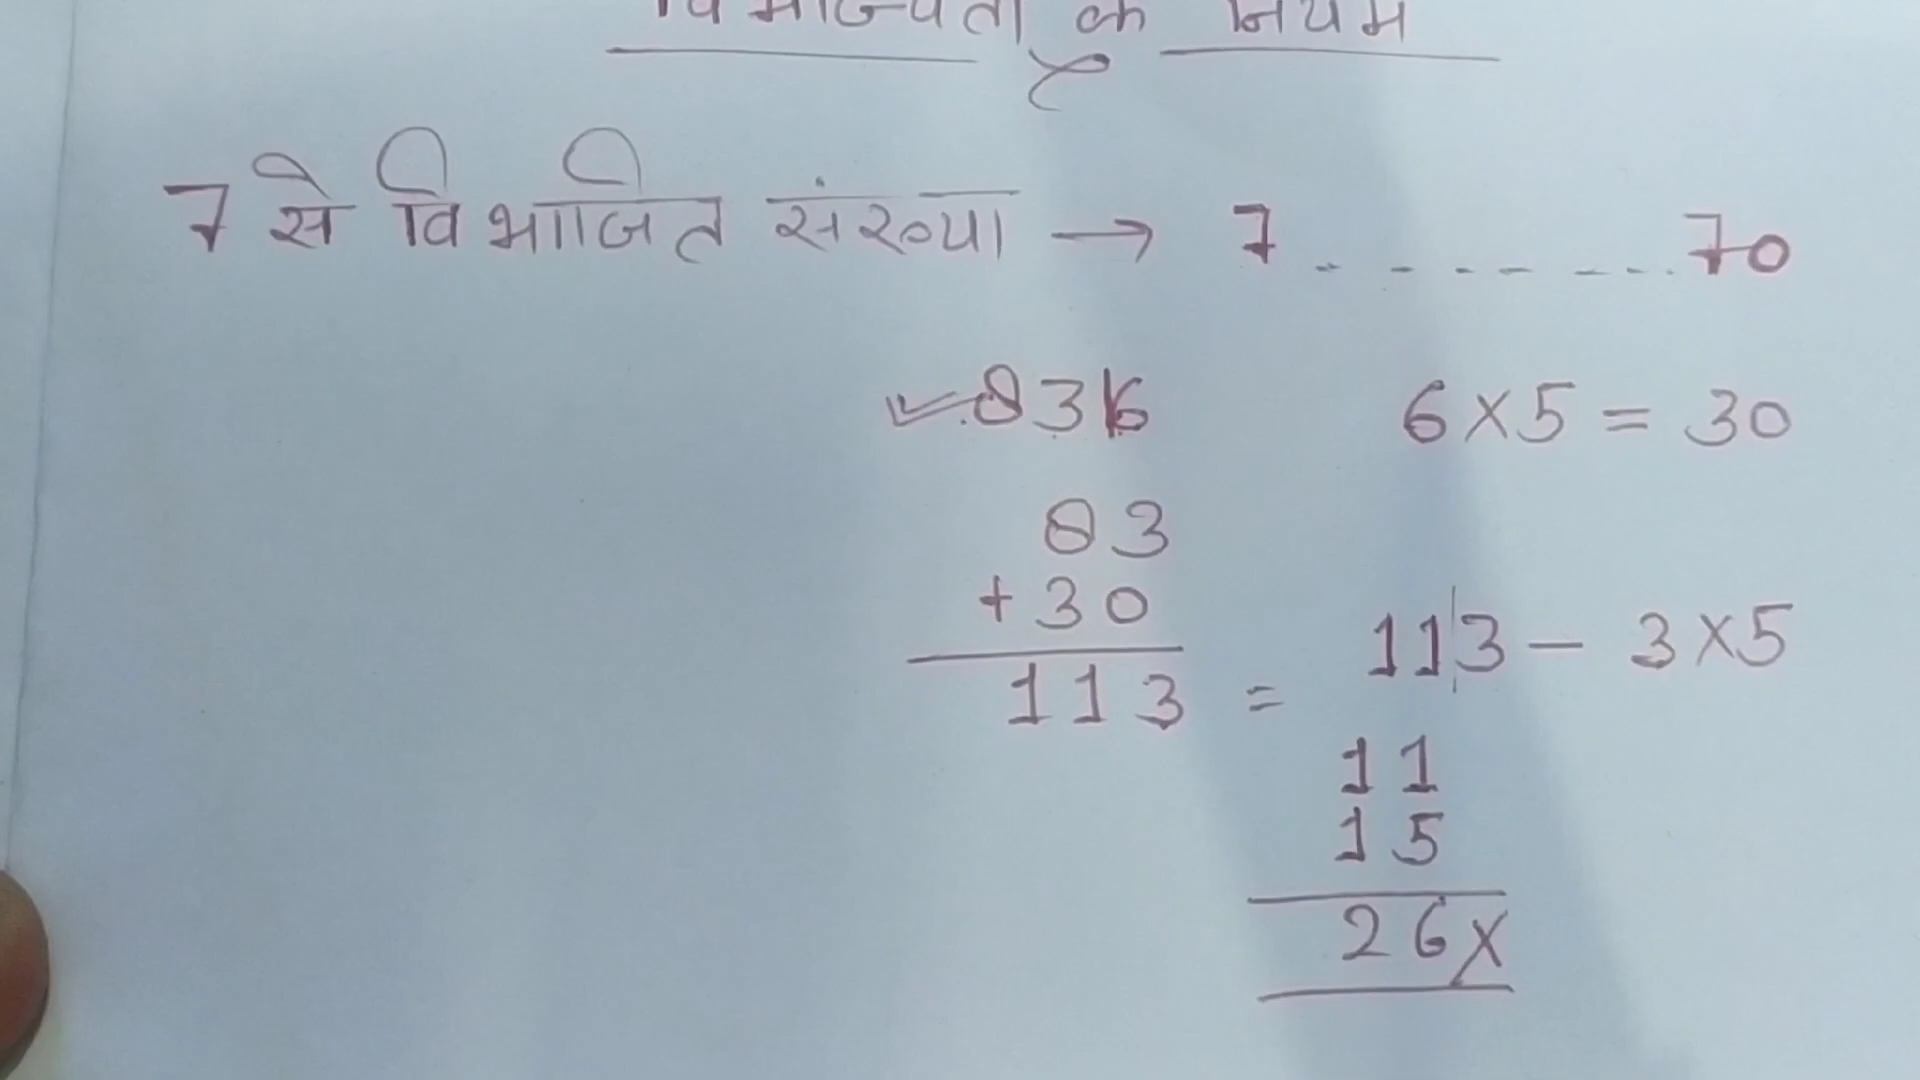 विभाज्यता के नियम
7 से विभाजित संख्या → 7 - - - - - - - 70
836 6×5 = 30
83
+30
113 = 113 - 3×5
11
15
26×